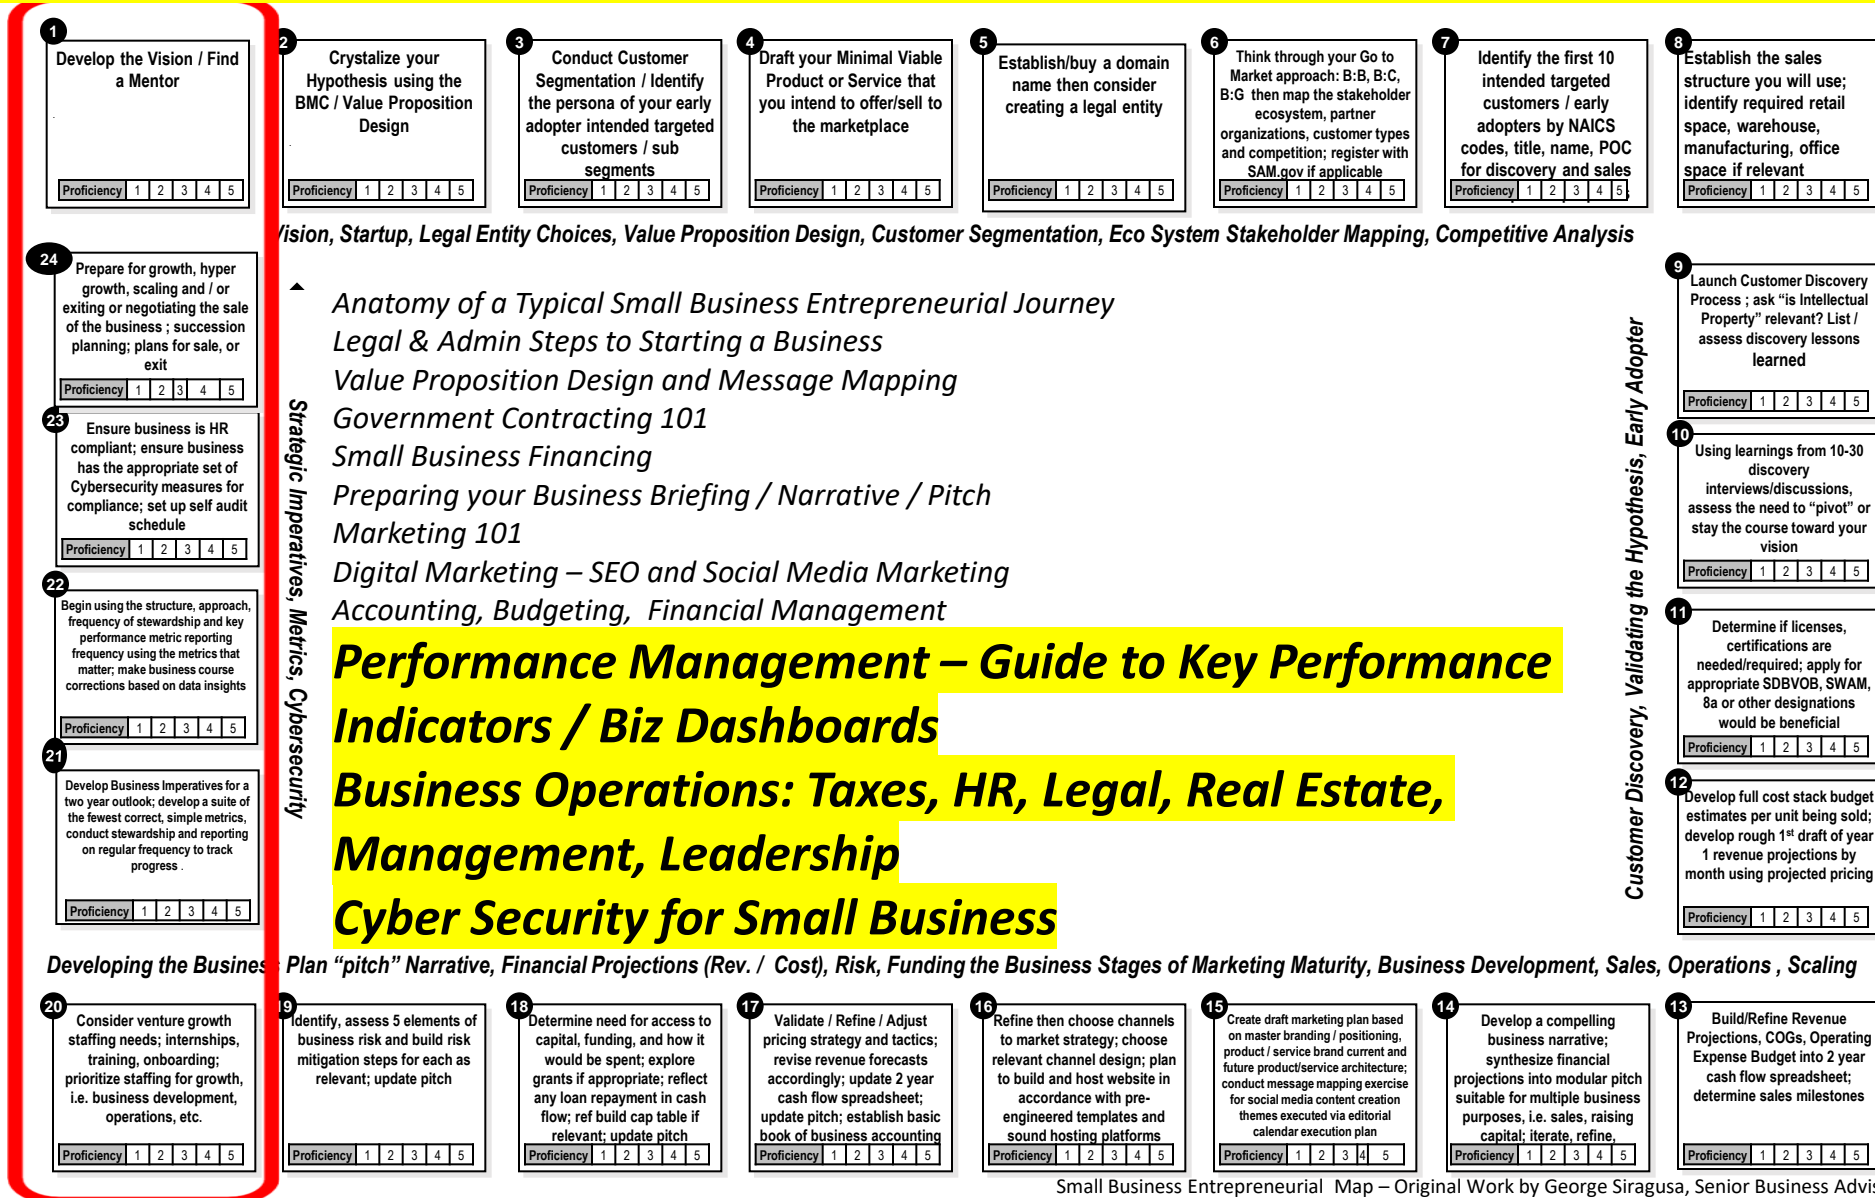 1
Develop the Vision / Find
a Mentor
Proficiency 1 2 3 4 5
2
Crystalize your
Hypothesis using the
BMC / Value Proposition
Design
Proficiency 1 2 3 4 5
3
Conduct Customer
Segmentation / Identify
the persona of your early
adopter intended targeted
customers / sub
segments
Proficiency 1 2 3 4 5
4
Draft your Minimal Viable
Product or Service that
you intend to offer/sell to
the marketplace
Proficiency 1 2 3 4 5
5
Establish/buy a domain
name then consider
creating a legal entity
Proficiency 1 2 3 4 5
6
Think through your Go to
Market approach: B:B, B:C,
B:G then map the stakeholder
ecosystem, partner
organizations, customer types
and competition; register with
SAM.gov if applicable
Proficiency 1 2 3 4 5
7
Identify the first 10
intended targeted
customers / early
adopters by NAICS
codes, title, name, POC
for discovery and sales
Proficiency 1 2 3 4 5
8
Establish the sales
structure you will use;
identify required retail
space, warehouse,
manufacturing, office
space if relevant
Proficiency 1 2 3 4 5
Vision, Startup, Legal Entity Choices, Value Proposition Design, Customer Segmentation, Eco System Stakeholder Mapping, Competitive Analysis
24
Prepare for growth, hyper
growth, scaling and / or
exiting or negotiating the sale
of the business ; succession
planning; plans for sale, or
exit
Proficiency 1 2 3 4 5
23
Ensure business is HR
compliant; ensure business
has the appropriate set of
Cybersecurity measures for
compliance; set up self audit
schedule
Proficiency 1 2 3 4 5
22
Begin using the structure, approach,
frequency of stewardship and key
performance metric reporting
frequency using the metrics that
matter; make business course
corrections based on data insights
Proficiency 1 2 3 4 5
21
Develop Business Imperatives for a
two year outlook; develop a suite of
the fewest correct, simple metrics,
conduct stewardship and reporting
on regular frequency to track
progress .
Proficiency 1 2 3 4 5
Strategic Imperatives, Metrics, Cybersecurity
Anatomy of a Typical Small Business Entrepreneurial Journey
Legal & Admin Steps to Starting a Business
Value Proposition Design and Message Mapping
Government Contracting 101
Small Business Financing
Preparing your Business Briefing / Narrative / Pitch
Marketing 101
Digital Marketing – SEO and Social Media Marketing
Accounting, Budgeting, Financial Management
Performance Management – Guide to Key Performance
Indicators / Biz Dashboards
Business Operations: Taxes, HR, Legal, Real Estate,
Management, Leadership
Cyber Security for Small Business
Customer Discovery, Validating the Hypothesis, Early Adopter
9
Launch Customer Discovery
Process ; ask “is Intellectual
Property” relevant? List /
assess discovery lessons
learned
Proficiency 1 2 3 4 5
10
Using learnings from 10-30
discovery
interviews/discussions,
assess the need to “pivot” or
stay the course toward your
vision
Proficiency 1 2 3 4 5
11
Determine if licenses,
certifications are
needed/required; apply for
appropriate SDBVOB, SWAM,
8a or other designations
would be beneficial
Proficiency 1 2 3 4 5
12
Develop full cost stack budget
estimates per unit being sold;
develop rough 1st draft of year
1 revenue projections by
month using projected pricing
Proficiency 1 2 3 4 5
Developing the Business Plan “pitch” Narrative, Financial Projections (Rev. / Cost), Risk, Funding the Business Stages of Marketing Maturity, Business Development, Sales, Operations , Scaling
20
Consider venture growth
staffing needs; internships,
training, onboarding;
prioritize staffing for growth,
i.e. business development,
operations, etc.
Proficiency 1 2 3 4 5
19
Identify, assess 5 elements of
business risk and build risk
mitigation steps for each as
relevant; update pitch
Proficiency 1 2 3 4 5
18
Determine need for access to
capital, funding, and how it
would be spent; explore
grants if appropriate; reflect
any loan repayment in cash
flow; ref build cap table if
relevant; update pitch
Proficiency 1 2 3 4 5
17
Validate / Refine / Adjust
pricing strategy and tactics;
revise revenue forecasts
accordingly; update 2 year
cash flow spreadsheet;
update pitch; establish basic
book of business accounting
Proficiency 1 2 3 4 5
16
Refine then choose channels
to market strategy; choose
relevant channel design; plan
to build and host website in
accordance with pre-
engineered templates and
sound hosting platforms
Proficiency 1 2 3 4 5
15
Create draft marketing plan based
on master branding / positioning,
product / service brand current and
future product/service architecture;
conduct message mapping exercise
for social media content creation
themes executed via editorial
calendar execution plan
Proficiency 1 2 3 4 5
14
Develop a compelling
business narrative;
synthesize financial
projections into modular pitch
suitable for multiple business
purposes, i.e. sales, raising
capital; iterate, refine,
Proficiency 1 2 3 4 5
13
Build/Refine Revenue
Projections, COGs, Operating
Expense Budget into 2 year
cash flow spreadsheet;
determine sales milestones
Proficiency 1 2 3 4 5
Small Business Entrepreneurial Map – Original Work by George Siragusa, Senior Business Advis